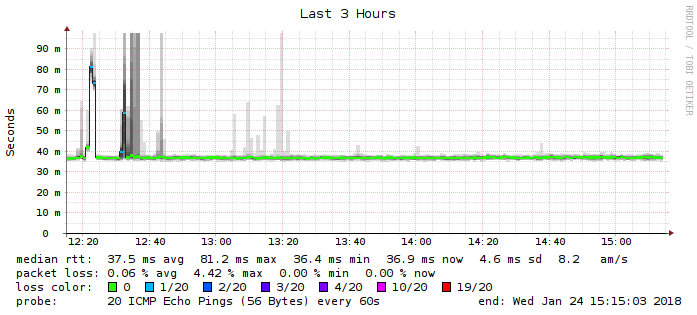 Last 3 Hours
RRDTOOL / TOBI OETIKER
Seconds
90 m
80 m
70 m
60 m
50 m
40 m
30 m
20 m
10 m
0
12:20 12:40 13:00 13:20 13:40 14:00 14:20 14:40 15:00
median rtt: 37.5 ms avg 81.2 ms max 36.4 ms min 36.9 ms now 4.6 ms sd 8.2 am/s
packet loss: 0.06 % avg 4.42 % max 0.00 % min 0.00 % now
loss color: 0 1/20 2/20 3/20 4/20 10/20 19/20
probe: 20 ICMP Echo Pings (56 Bytes) every 60s end: Wed Jan 24 15:15:03 2018